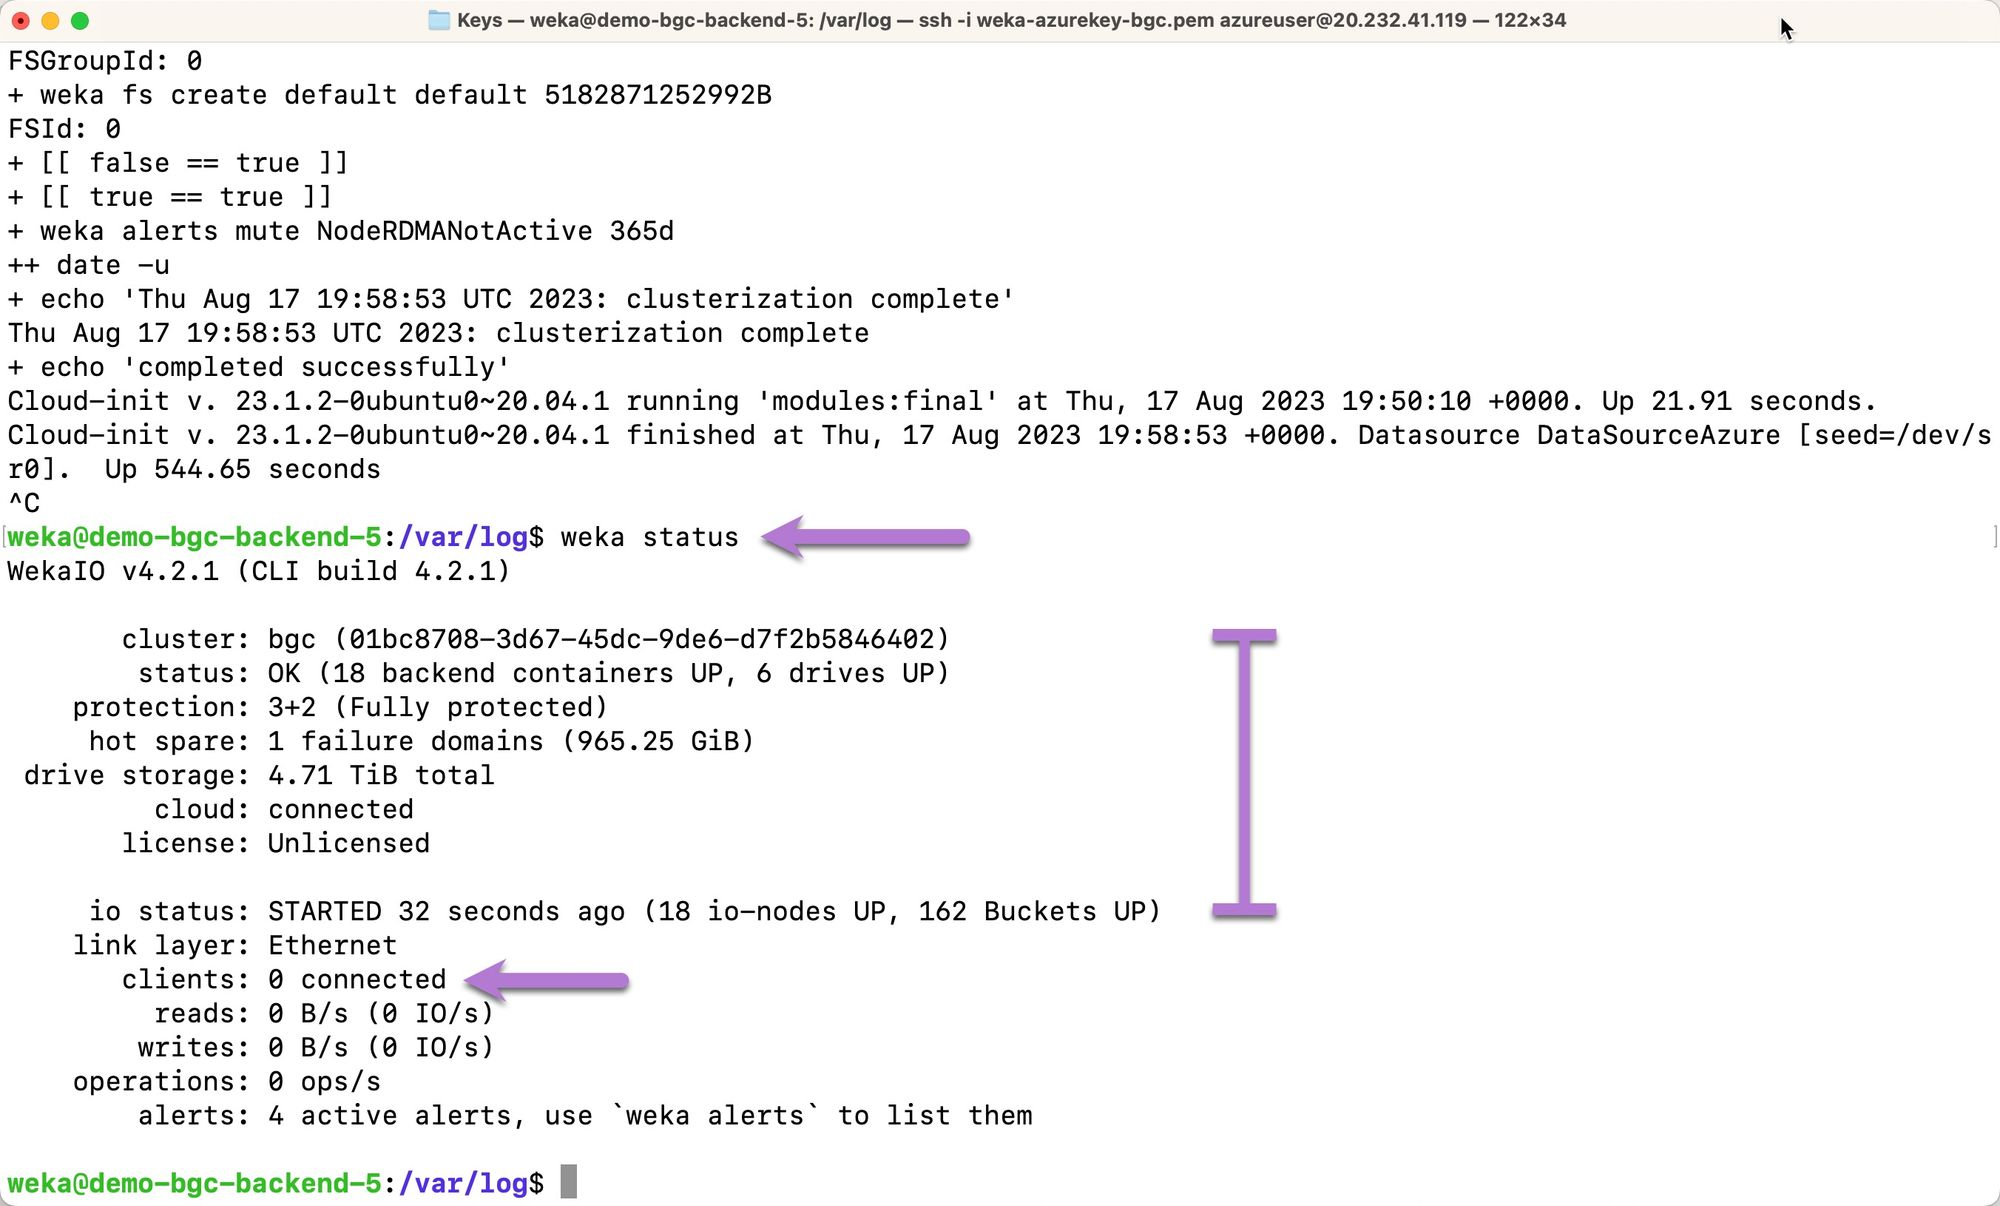 Keys — weka@demo-bgc-backend-5: /var/log — ssh -i weka-azurekey-bgc.pem azureuser@20.232.41.119 — 122×34
FSGroupId: 0
+ weka fs create default default 5182871252992B
FSId: 0
+ [[ false == true ]]
+ [[ true == true ]]
+ weka alerts mute NodeRDMANotActive 365d
++ date -u
+ echo 'Thu Aug 17 19:58:53 UTC 2023: clusterization complete'
Thu Aug 17 19:58:53 UTC 2023: clusterization complete
+ echo 'completed successfully'
Cloud-init v. 23.1.2-0ubuntu0~20.04.1 running 'modules:final' at Thu, 17 Aug 2023 19:50:10 +0000. Up 21.91 seconds.
Cloud-init v. 23.1.2-0ubuntu0~20.04.1 finished at Thu, 17 Aug 2023 19:58:53 +0000. Datasource DataSourceAzure [seed=/dev/s
r0].  Up 544.65 seconds
^C
[weka@demo-bgc-backend-5:/var/log$ weka status ]
WekaIO v4.2.1 (CLI build 4.2.1)
cluster: bgc (01bc8708-3d67-45dc-9de6-d7f2b5846402)
status: OK (18 backend containers UP, 6 drives UP)
protection: 3+2 (Fully protected)
hot spare: 1 failure domains (965.25 GiB)
drive storage: 4.71 TiB total
cloud: connected
license: Unlicensed
io status: STARTED 32 seconds ago (18 io-nodes UP, 162 Buckets UP)
link layer: Ethernet
clients: 0 connected
reads: 0 B/s (0 IO/s)
writes: 0 B/s (0 IO/s)
operations: 0 ops/s
alerts: 4 active alerts, use `weka alerts` to list them
weka@demo-bgc-backend-5:/var/log$